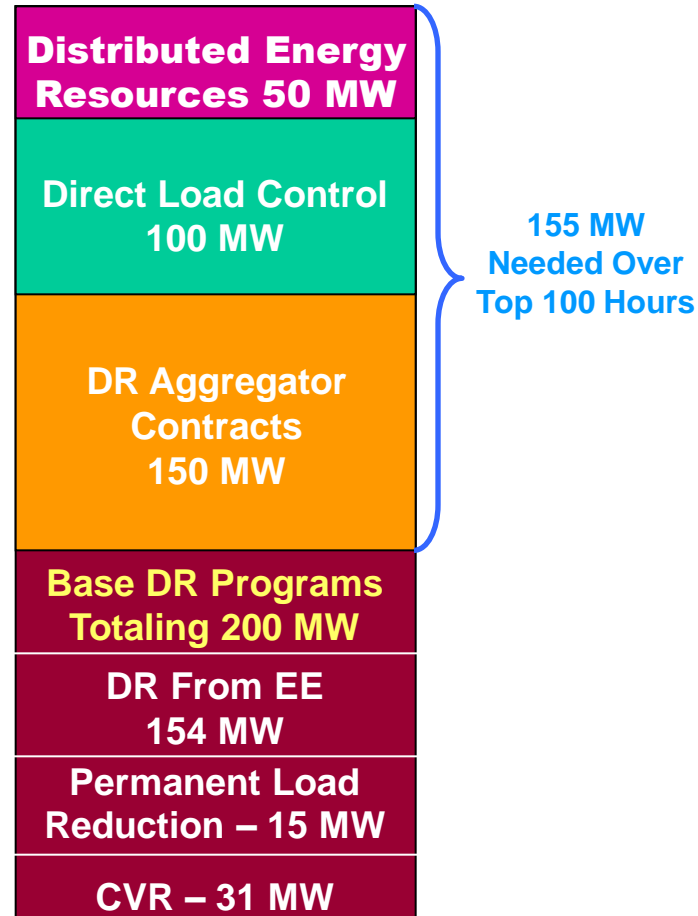 Distributed Energy
Resources 50 MW
Direct Load Control
100 MW
155 MW
Needed Over
Top 100 Hours
DR Aggregator
Contracts
150 MW
Base DR Programs
Totaling 200 MW
DR From EE
154 MW
Permanent Load
Reduction – 15 MW
CVR – 31 MW